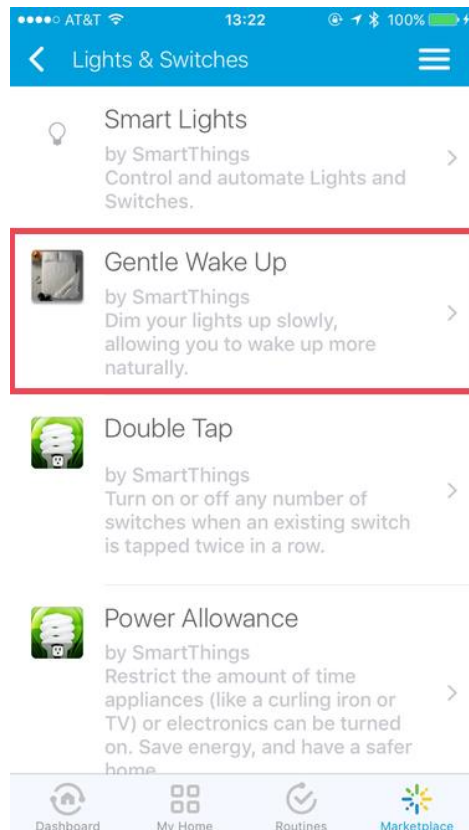 AT&T 13:22 100%
Lights & Switches
Smart Lights
by SmartThings
Control and automate Lights and
Switches.
Gentle Wake Up
by SmartThings
Dim your lights up slowly,
allowing you to wake up more
naturally.
Double Tap
by SmartThings
Turn on or off any number of
switches when an existing switch
is tapped twice in a row.
Power Allowance
by SmartThings
Restrict the amount of time
appliances (like a curling iron or
TV) or electronics can be turned
on. Save energy, and have a safer
home.
Dashboard My Home Routines Marketplace